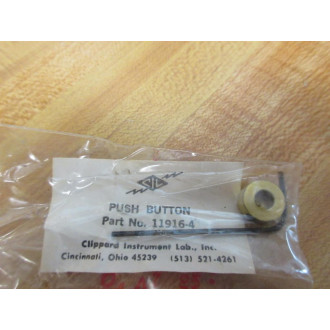 PUSH BUTTON
Part No. 11916-4
Clippard Instrument Lab., Inc.
Cincinnati, Ohio 45239 (513) 521-4261